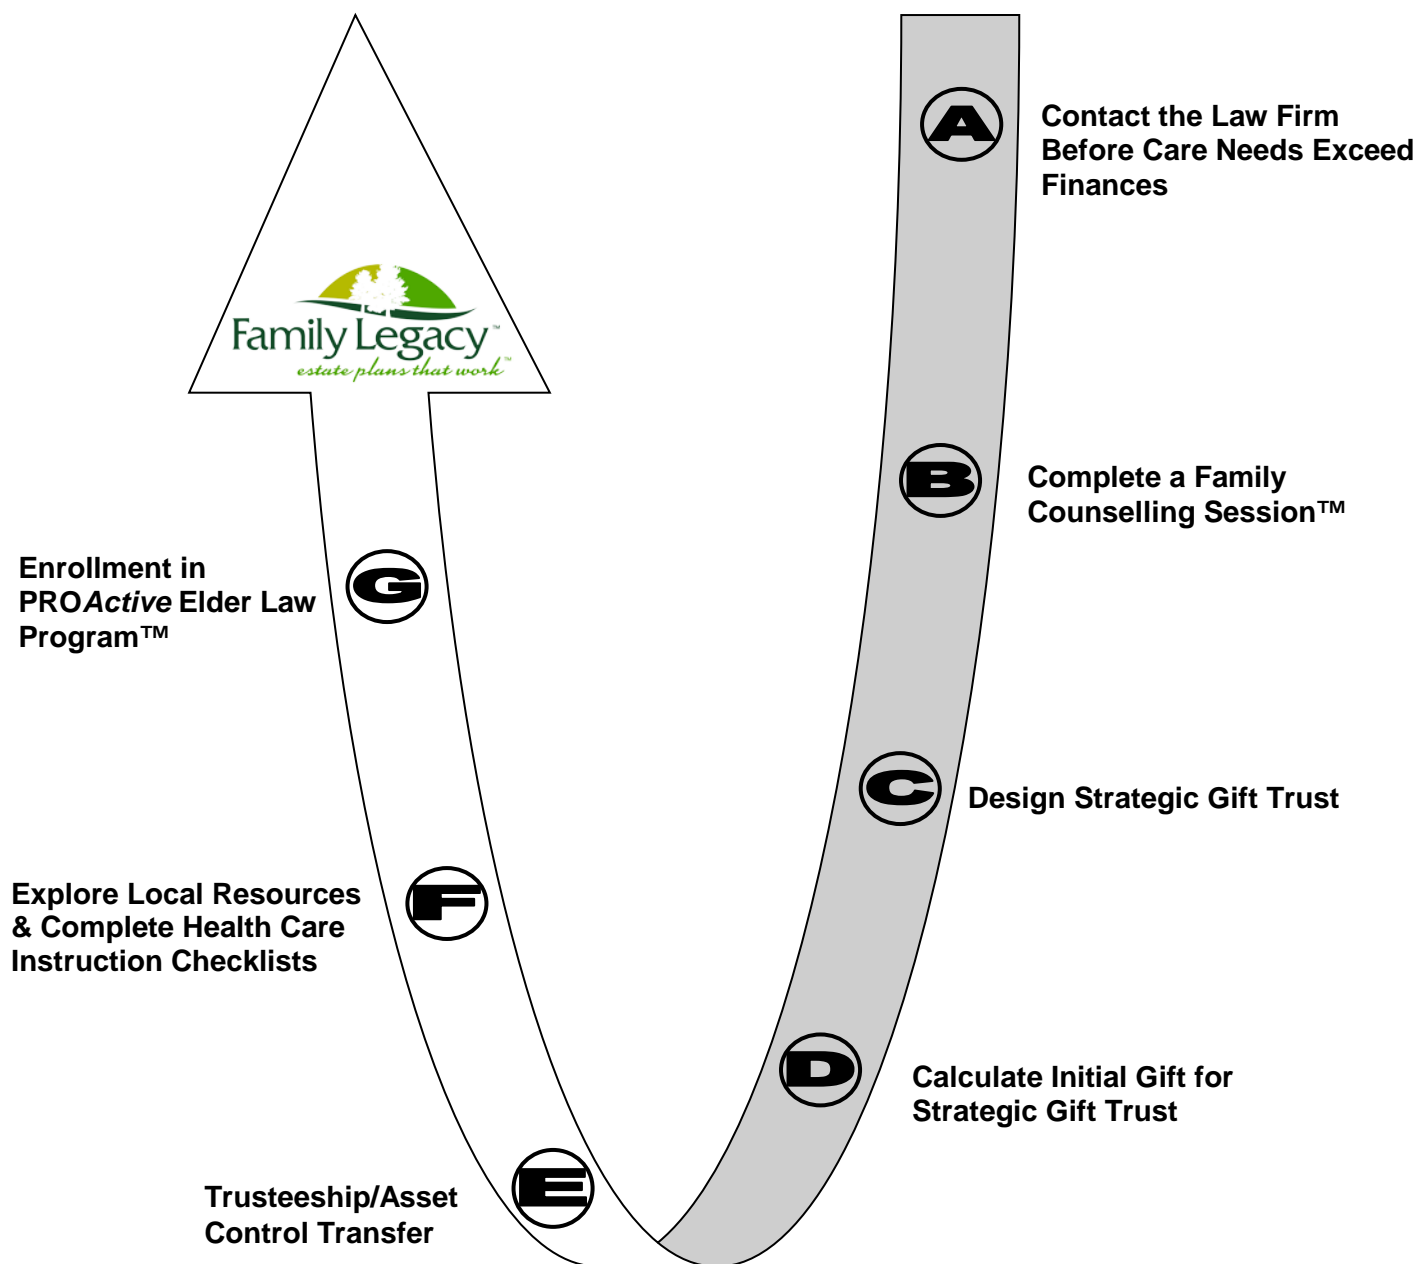 A
Contact the Law Firm
Before Care Needs Exceed
Finances
B
Complete a Family
Counselling Session™
C
Design Strategic Gift Trust
D
Calculate Initial Gift for
Strategic Gift Trust
E
Trusteeship/Asset
Control Transfer
F
Explore Local Resources
& Complete Health Care
Instruction Checklists
G
Enrollment in
PROActive Elder Law
Program™
Family Legacy™
estate plans that work™